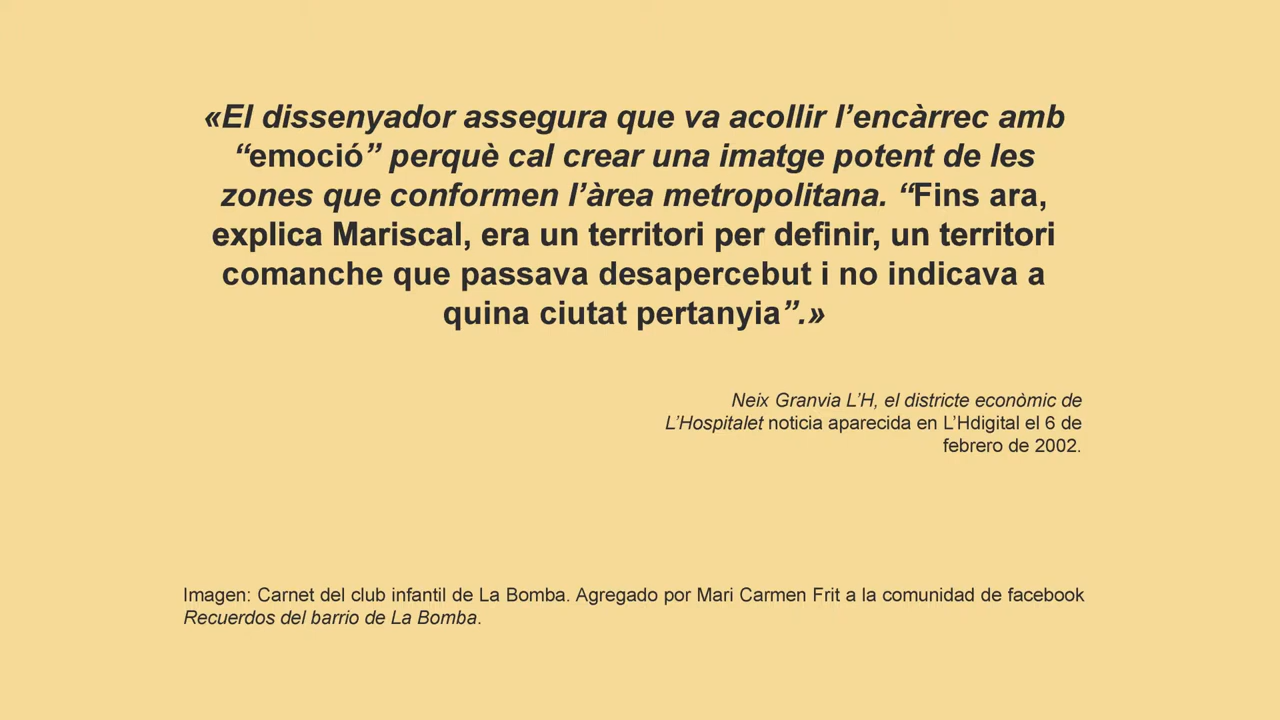 «El dissenyador assegura que va acollir l’encàrrec amb
“emoció” perquè cal crear una imatge potent de les
zones que conformen l’àrea metropolitana. “Fins ara,
explica Mariscal, era un territori per definir, un territori
comanche que passava desapercebut i no indicava a
quina ciutat pertanyia”.»
Neix Granvia L’H, el districte econòmic de
L’Hospitalet noticia aparecida en L’Hdigital el 6 de
febrero de 2002.
Imagen: Carnet del club infantil de La Bomba. Agregado por Mari Carmen Frit a la comunidad de facebook
Recuerdos del barrio de La Bomba.